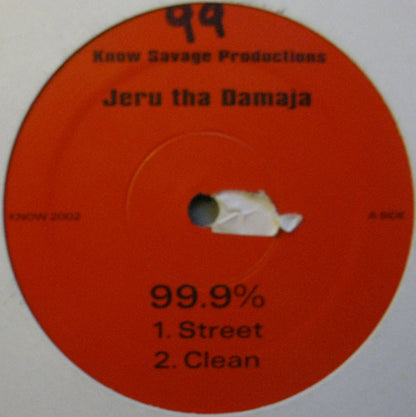 99
Know Savage Productions
Jeru tha Damaja
KNOW 2002
A-SIDE
99.9%
1. Street
2. Clean